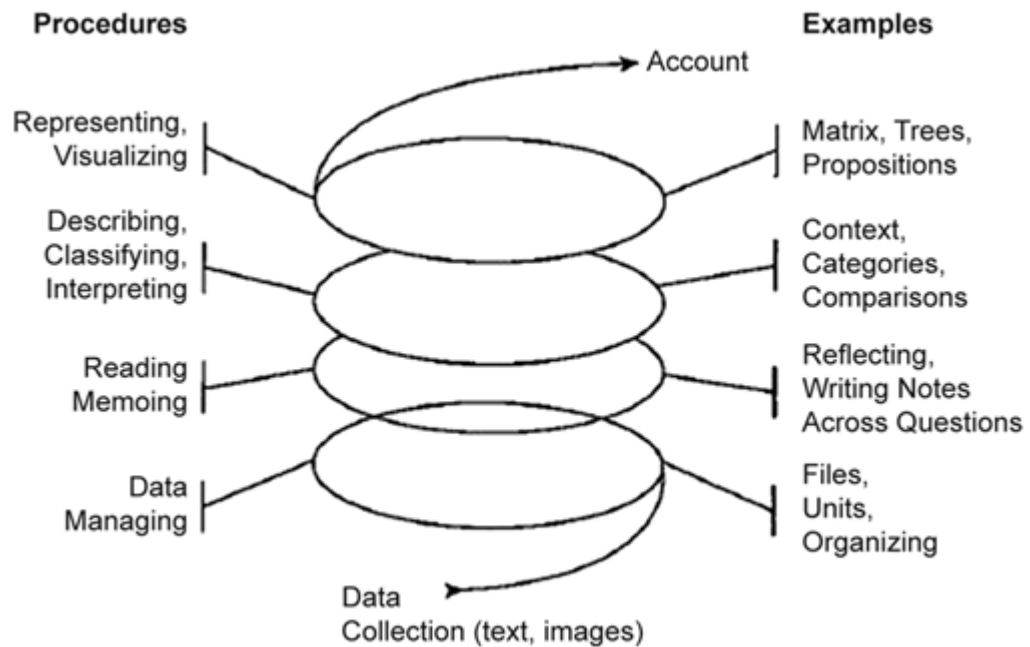 Procedures
Examples
Account
Representing,
Visualizing
Matrix, Trees,
Propositions
Describing,
Classifying,
Interpreting
Context,
Categories,
Comparisons
Reading
Memoing
Reflecting,
Writing Notes
Across Questions
Data
Managing
Files,
Units,
Organizing
Data
Collection (text, images)